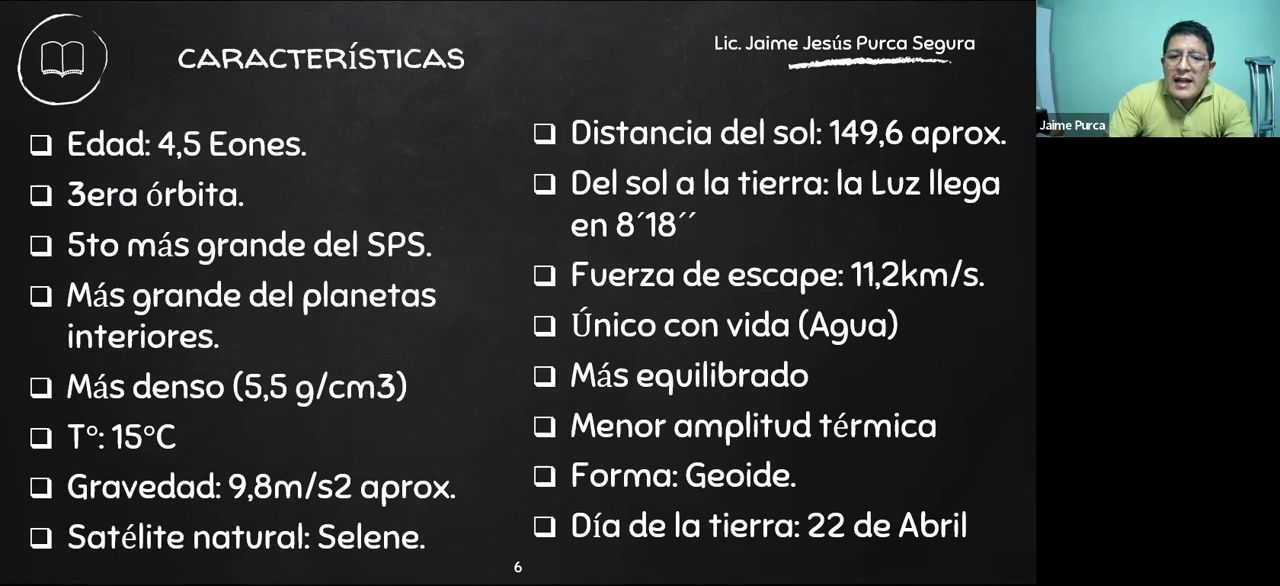 CARACTERÍSTICAS
Lic. Jaime Jesús Purca Segura
Edad: 4,5 Eones.
3era órbita.
5to más grande del SPS.
Más grande del planetas
interiores.
Más denso (5,5 g/cm3)
T°: 15°C
Gravedad: 9,8m/s2 aprox.
Satélite natural: Selene.
Distancia del sol: 149,6 aprox.
Del sol a la tierra: la Luz llega
en 8´18´´
Fuerza de escape: 11,2km/s.
Único con vida (Agua)
Más equilibrado
Menor amplitud térmica
Forma: Geoide.
Día de la tierra: 22 de Abril
6
Jaime Purca